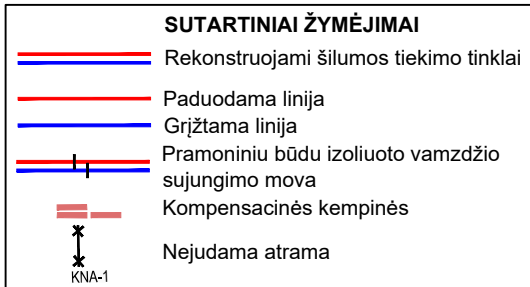 SUTARTINIAI ŽYMĖJIMAI
Rekonstruojami šilumos tiekimo tinklai
Paduodama linija
Grįžtama linija
Pramoniniu būdu izoliuoto vamzdžio
sujungimo mova
Kompensacinės kempinės
Nejudama atrama
KNA-1